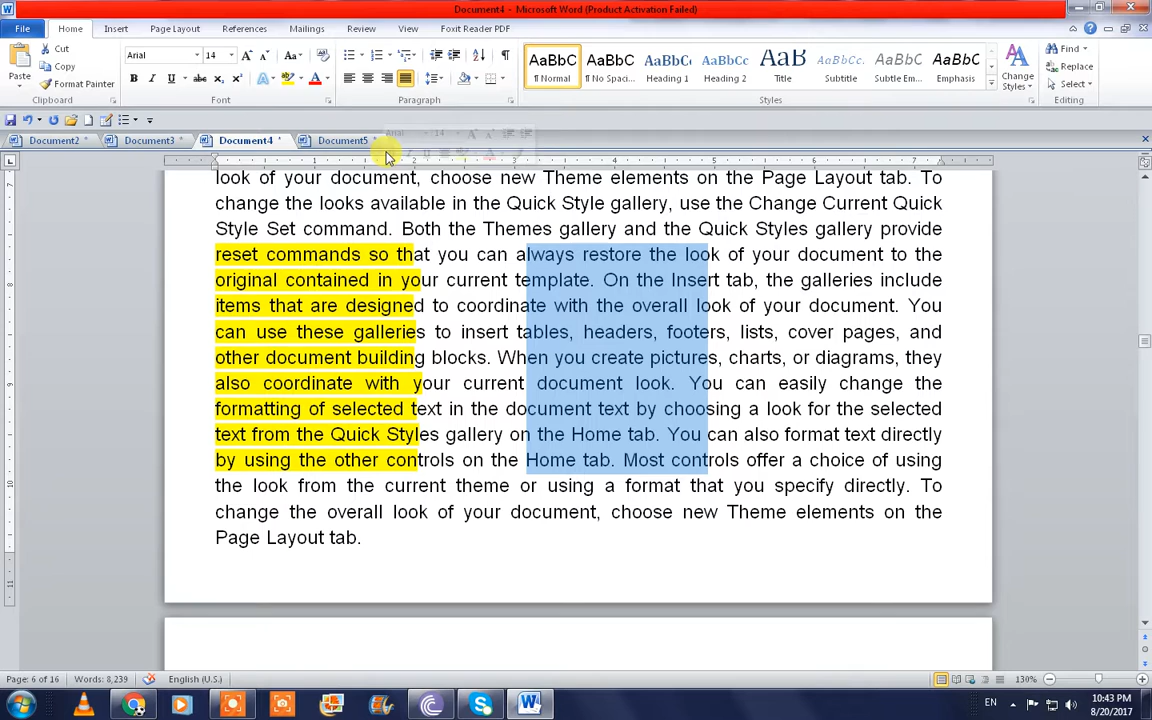 Document4 - Microsoft Word (Product Activation Failed)
File Home Insert Page Layout References Mailings Review View Foxit Reader PDF
Cut
Copy
Format Painter
Paste
Clipboard
Arial 14
Font
Paragraph
AaBbCc AaBbCc AaBbCc AaBbCc AaB AaBbCc AaBbCc AaBbCc
¶ Normal ¶ No Spaci... Heading 1 Heading 2 Title Subtitle Subtle Em... Emphasis
Styles
Change Styles
Find
Replace
Select
Editing
Document2 * Document3 * Document4 * Document5 *
look of your document, choose new Theme elements on the Page Layout tab. To
change the looks available in the Quick Style gallery, use the Change Current Quick
Style Set command. Both the Themes gallery and the Quick Styles gallery provide
reset commands so that you can always restore the look of your document to the
original contained in your current template. On the Insert tab, the galleries include
items that are designed to coordinate with the overall look of your document. You
can use these galleries to insert tables, headers, footers, lists, cover pages, and
other document building blocks. When you create pictures, charts, or diagrams, they
also coordinate with your current document look. You can easily change the
formatting of selected text in the document text by choosing a look for the selected
text from the Quick Styles gallery on the Home tab. You can also format text directly
by using the other controls on the Home tab. Most controls offer a choice of using
the look from the current theme or using a format that you specify directly. To
change the overall look of your document, choose new Theme elements on the
Page Layout tab.
Page: 6 of 16 Words: 8,239 English (U.S.) 130%
EN 10:43 PM
8/20/2017